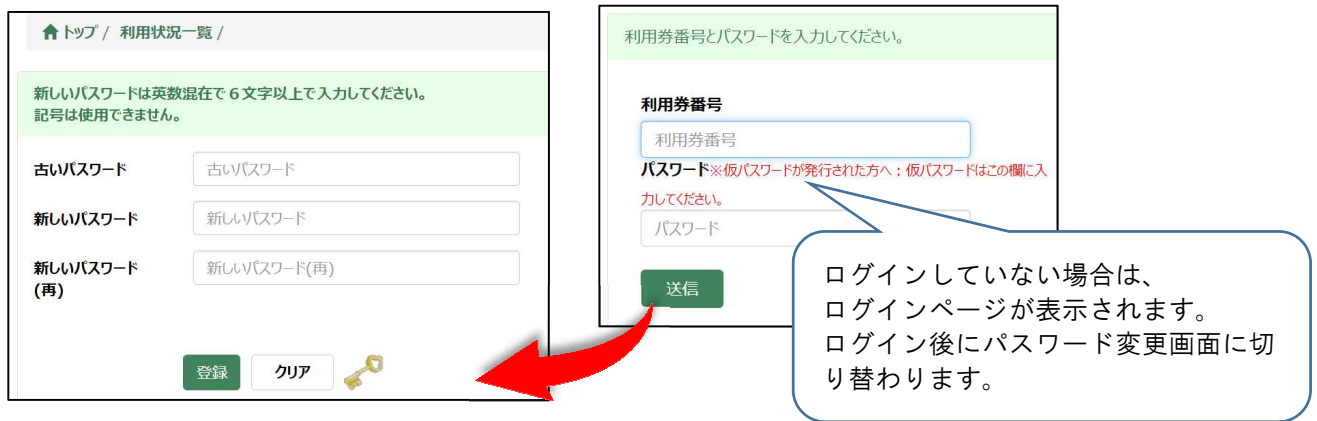 トップ / 利用状況一覧 /
新しいパスワードは英数混在で６文字以上で入力してください。
記号は使用できません。
古いパスワード
古いパスワード
新しいパスワード
新しいパスワード
新しいパスワード
(再)
新しいパスワード(再)
登録
クリア
利用券番号とパスワードを入力してください。
利用券番号
利用券番号
パスワード※仮パスワードが発行された方へ：仮パスワードはこの欄に入
力してください。
パスワード
送信
ログインしていない場合は、
ログインページが表示されます。
ログイン後にパスワード変更画面に切
り替わります。